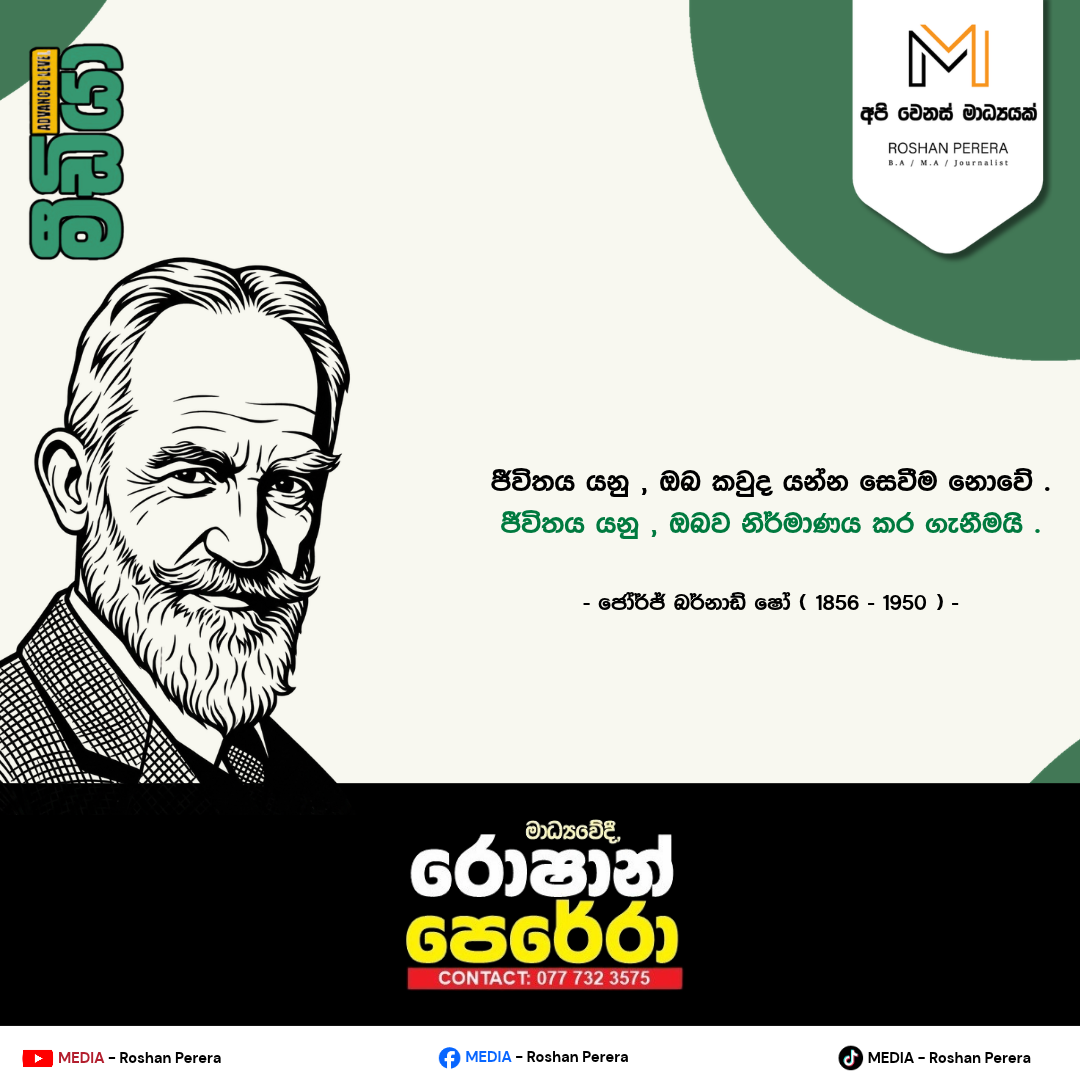 ADVANCED LEVEL
මීඩියා
අපි වෙනස් මාධ්‍යයක්
ROSHAN PERERA
B.A / M.A / Journalist
ජීවිතය යනු , ඔබ කවුද යන්න සෙවීම නොවේ .
ජීවිතය යනු , ඔබව නිර්මාණය කර ගැනීමයි .
- ජෝර්ජ් බර්නාඩ් ෂෝ ( 1856 - 1950 ) -
මාධ්‍යවේදී,
රොෂාන්
පෙරේරා
CONTACT: 077 732 3575
MEDIA - Roshan Perera
MEDIA - Roshan Perera
MEDIA - Roshan Perera